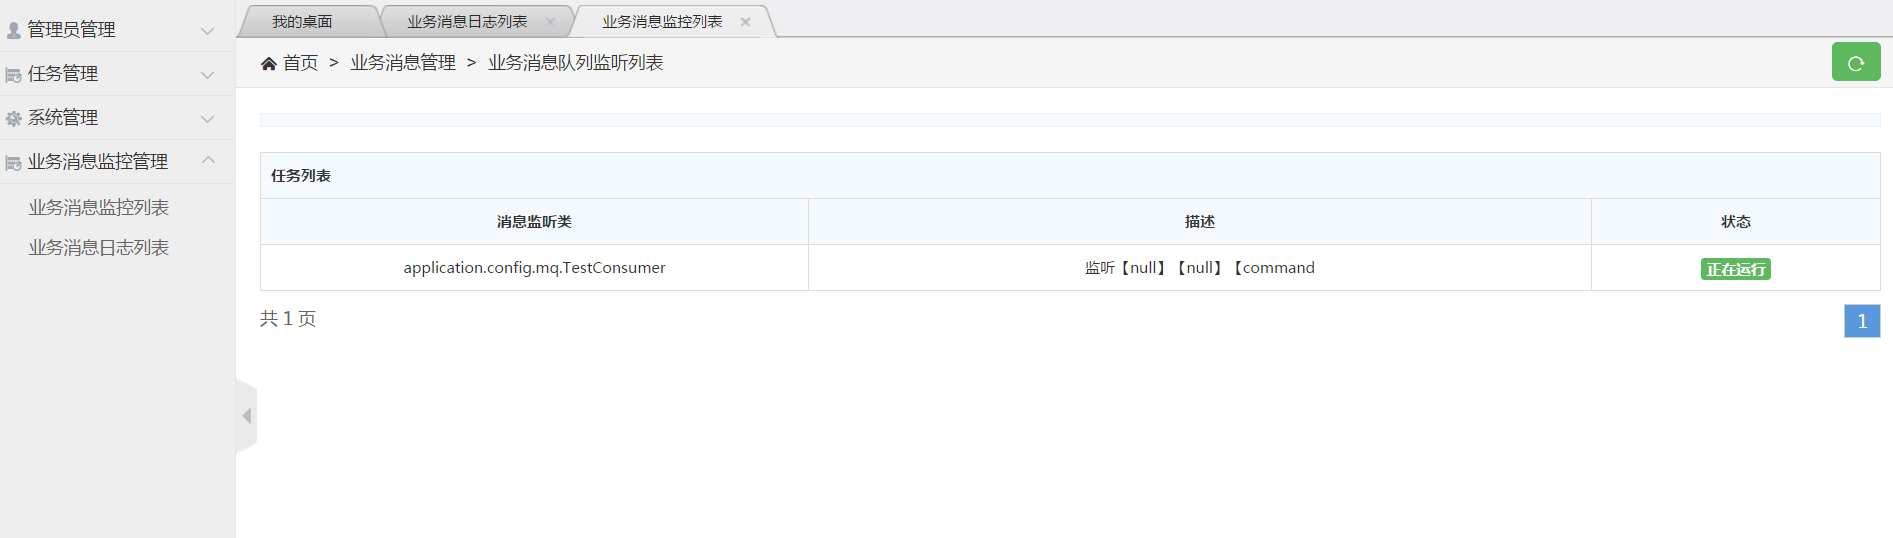 管理员管理
任务管理
系统管理
业务消息监控管理
业务消息监控列表
业务消息日志列表
我的桌面 业务消息日志列表 业务消息监控列表
首页 > 业务消息管理 > 业务消息队列监听列表
任务列表
消息监听类 描述 状态
application.config.mq.TestConsumer 监听【null】【null】【command 正在运行
共 1 页 1